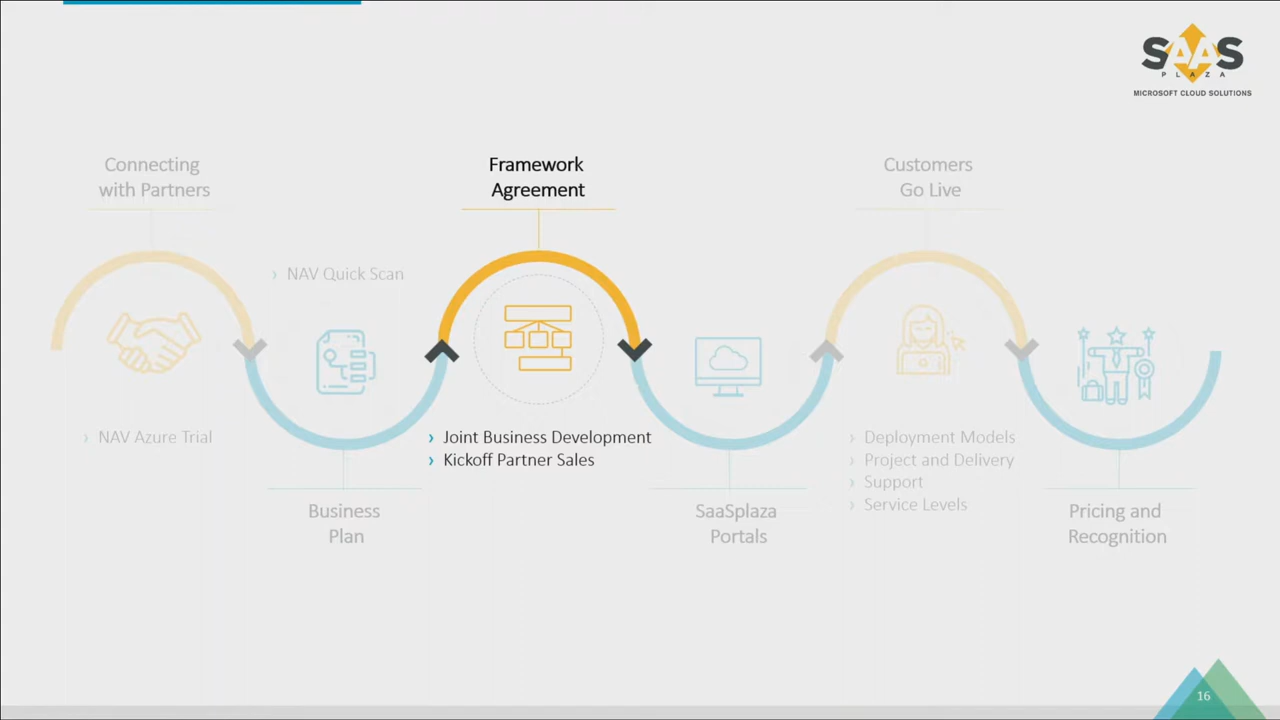 SAAS
PLAZA
MICROSOFT CLOUD SOLUTIONS
Connecting
with Partners
› NAV Azure Trial
› NAV Quick Scan
Business
Plan
Framework
Agreement
› Joint Business Development
› Kickoff Partner Sales
SaaSplaza
Portals
Customers
Go Live
› Deployment Models
› Project and Delivery
› Support
› Service Levels
Pricing and
Recognition
16